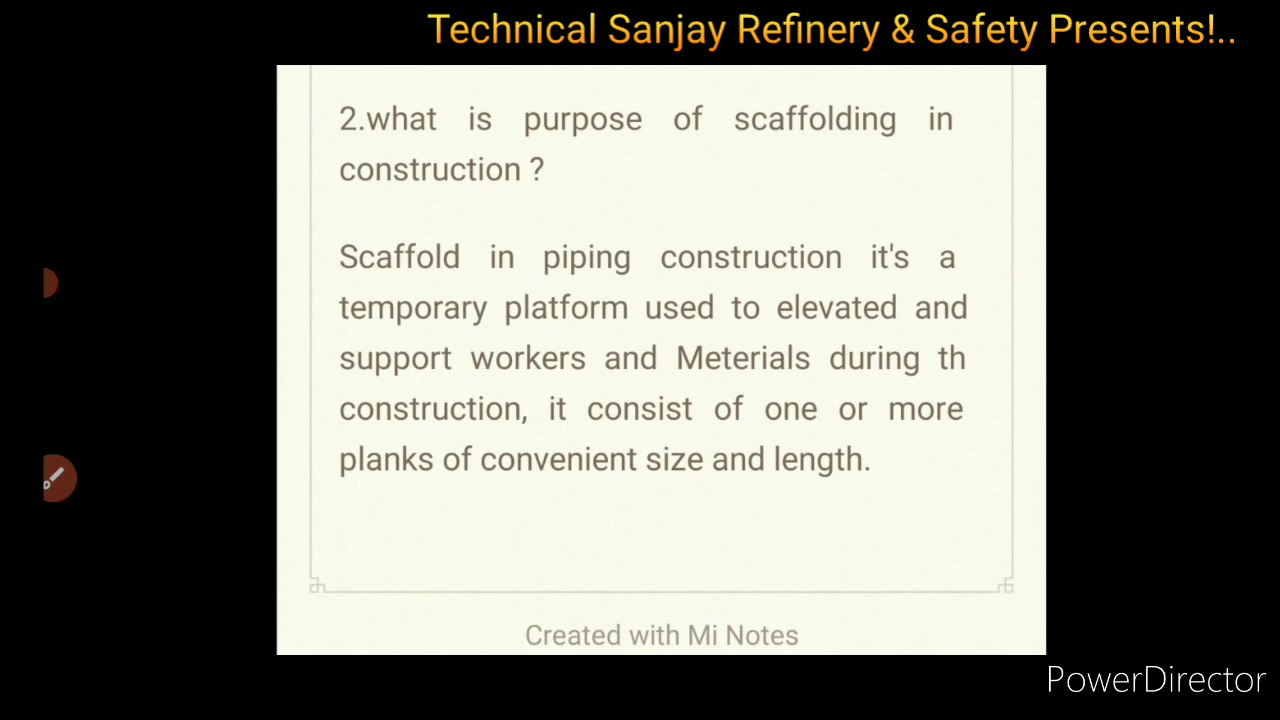 Technical Sanjay Refinery & Safety Presents!..
2.what is purpose of scaffolding in
construction ?
Scaffold in piping construction it's a
temporary platform used to elevated and
support workers and Meterials during th
construction, it consist of one or more
planks of convenient size and length.
Created with Mi Notes
PowerDirector